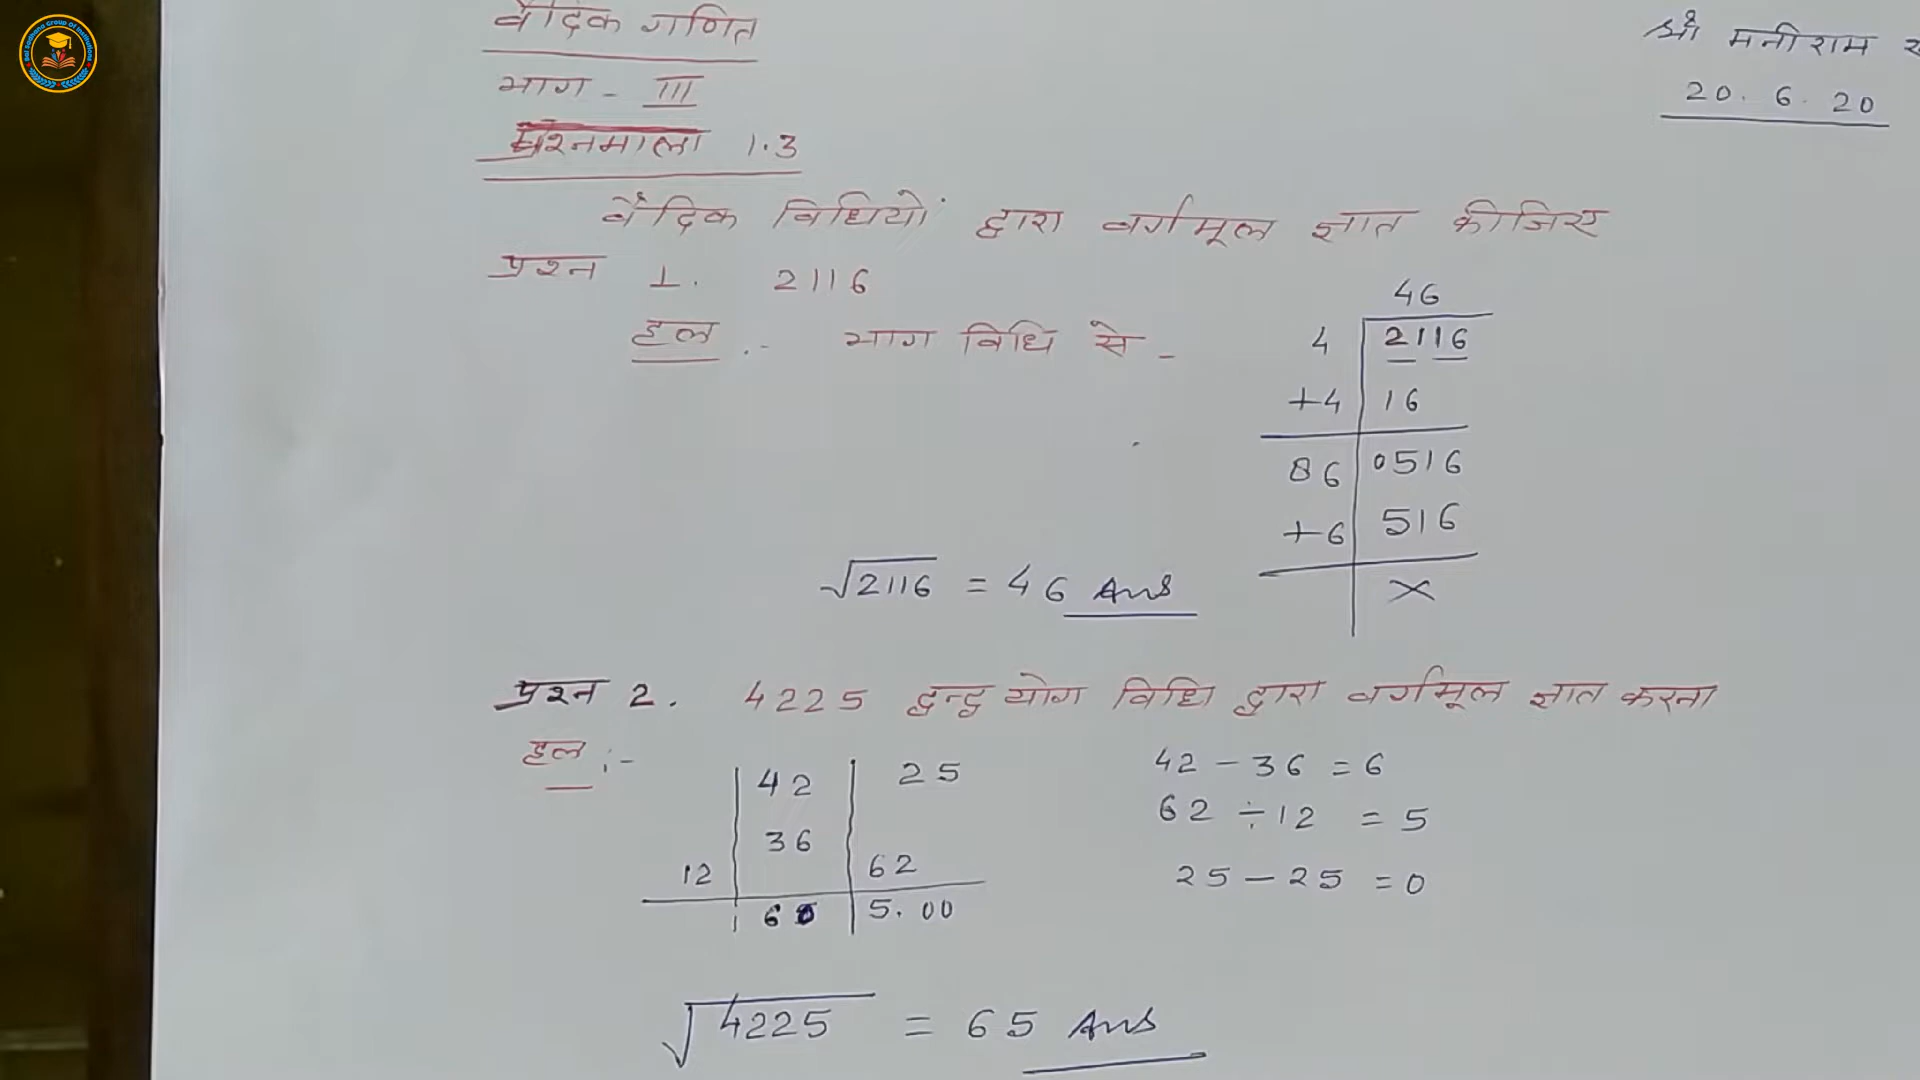 वैदिक गणित
श्री मनीराम
भाग - III
20. 6. 20
प्रश्नमाला 1.3
वैदिक विधियों द्वारा वर्गमूल ज्ञात कीजिए
प्रश्न 1. 2116
हल :- भाग विधि से -
46
4 2116
+4 16
86 0516
+6 516
X
√2116 = 46 Ans
प्रश्न 2. 4225 द्वन्द्व योग विधि द्वारा वर्गमूल ज्ञात करना
हल :-
42 25
36
12 62
6 5.00
42 - 36 = 6
62 ÷ 12 = 5
25 - 25 = 0
√4225 = 65 Ans